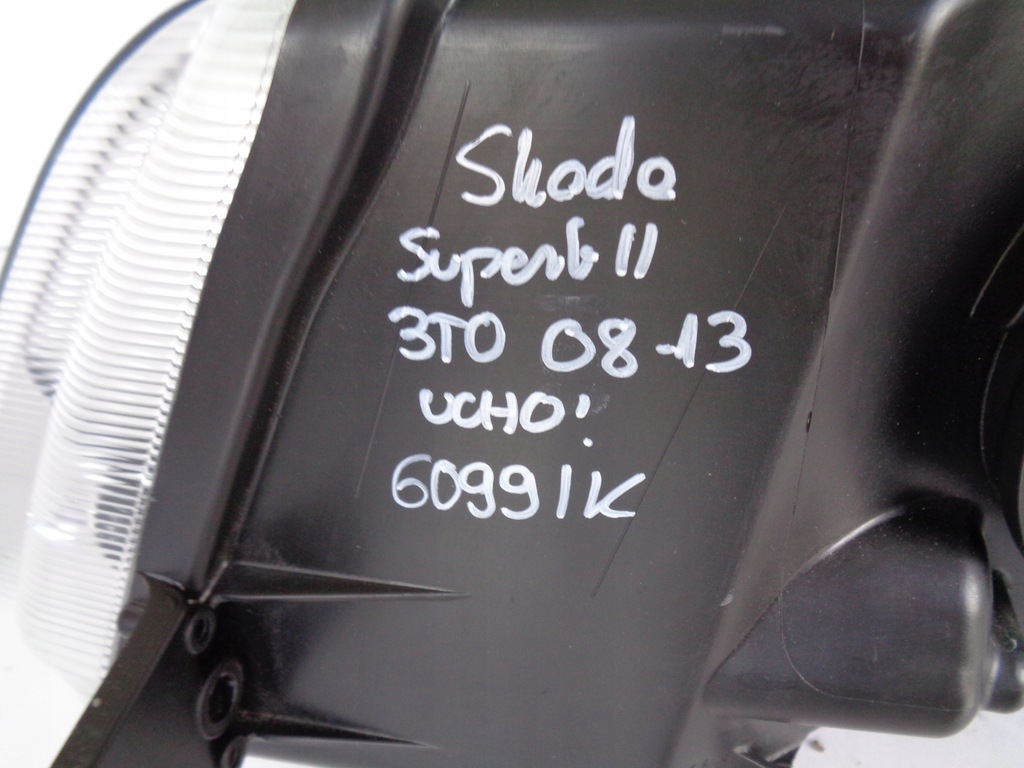 Skoda
Superb II
3T0 08-13
UCHO!
60991K